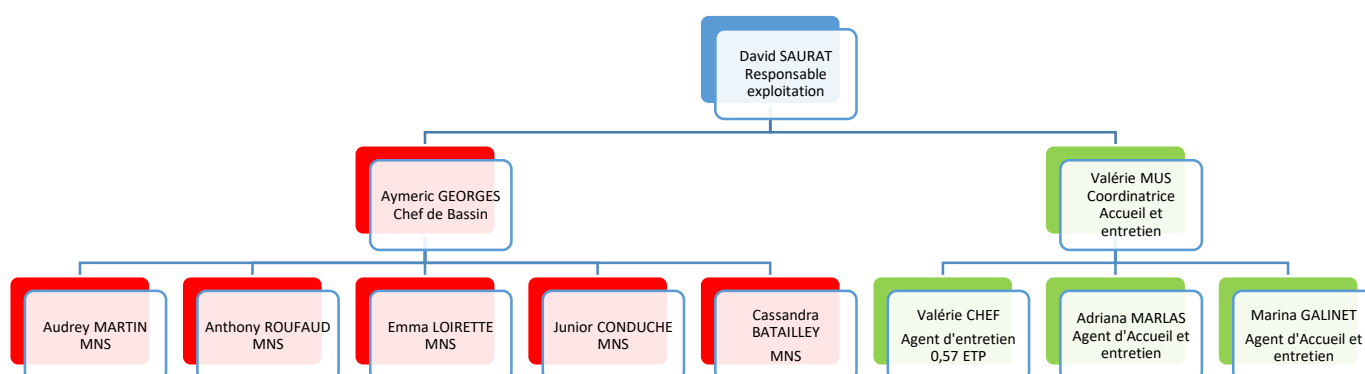 David SAURAT
Responsable
exploitation
Aymeric GEORGES
Chef de Bassin
Valérie MUS
Coordinatrice
Accueil et
entretien
Audrey MARTIN
MNS
Anthony ROUFAUD
MNS
Emma LOIRETTE
MNS
Junior CONDUCHE
MNS
Cassandra
BATAILLEY
MNS
Valérie CHEF
Agent d'entretien
0,57 ETP
Adriana MARLAS
Agent d'Accueil et
entretien
Marina GALINET
Agent d'Accueil et
entretien